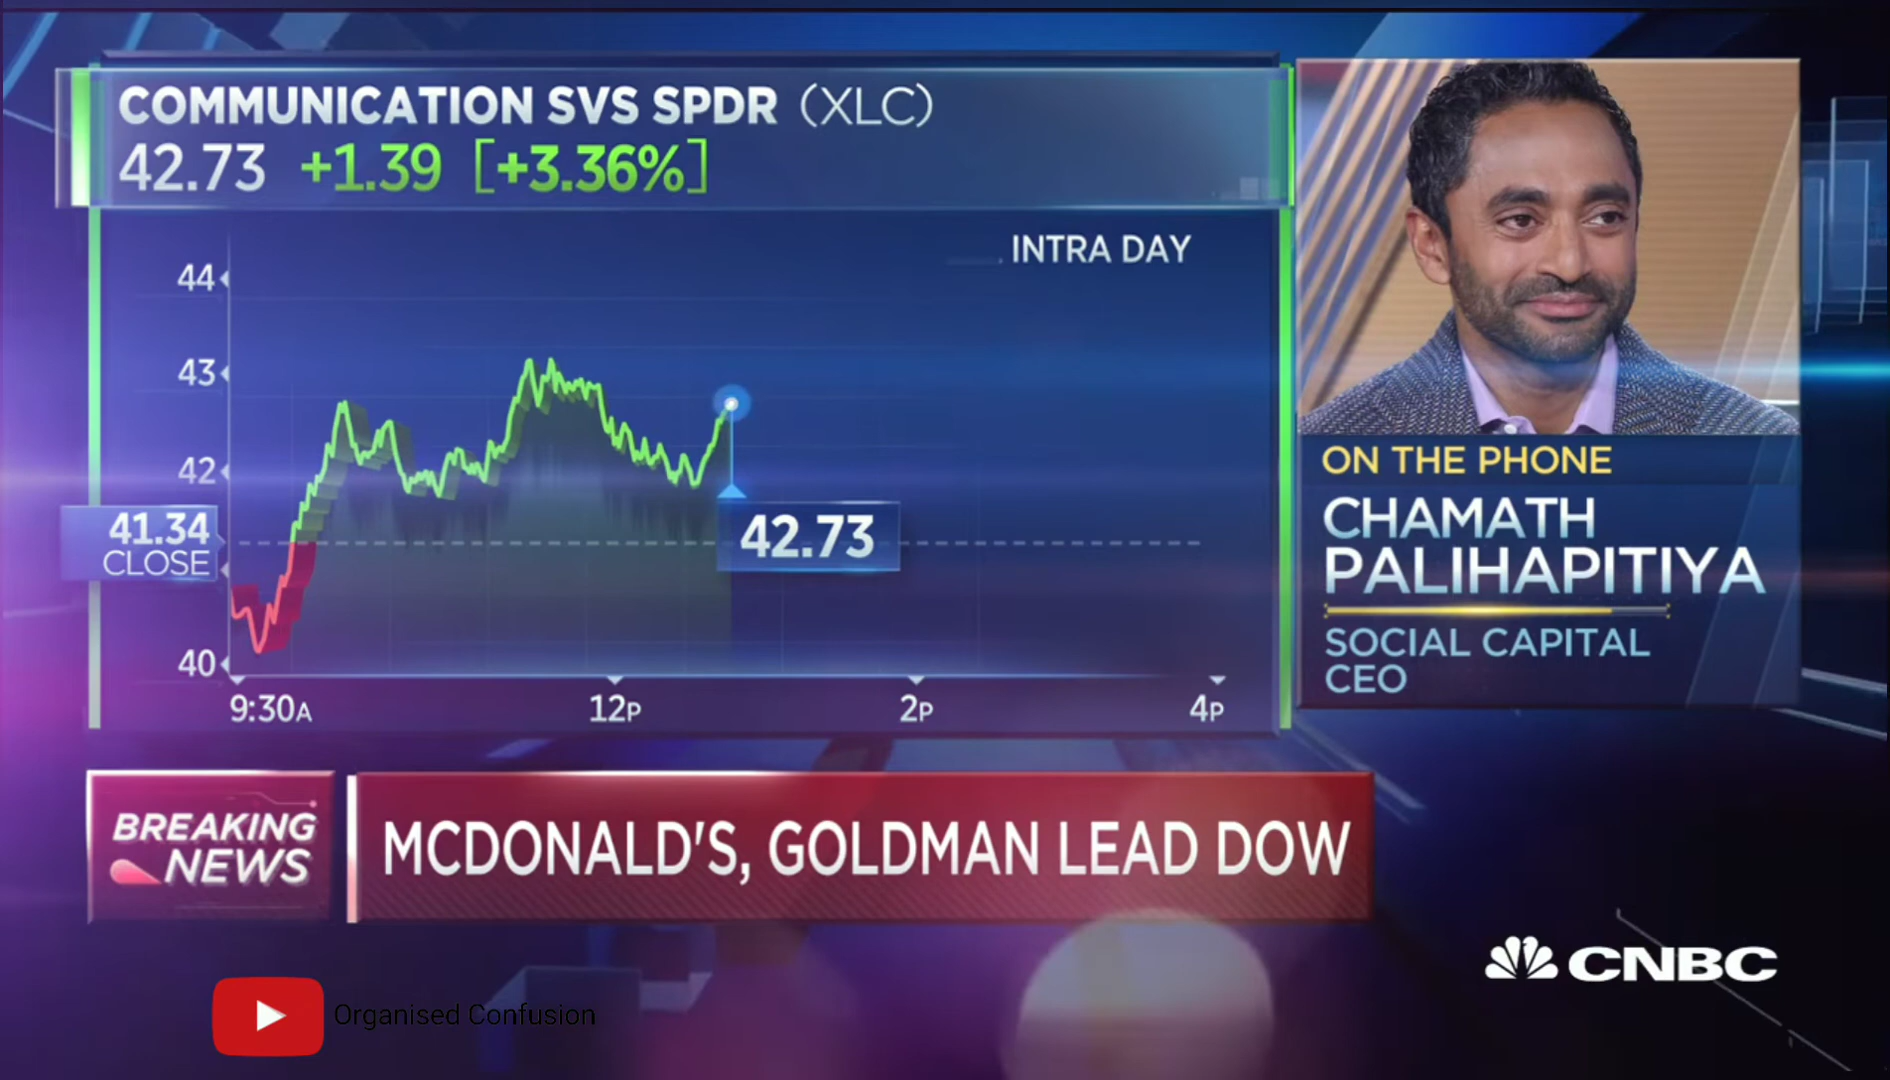 COMMUNICATION SVS SPDR (XLC)
42.73 +1.39 [+3.36%]
INTRA DAY
44
43
42
41.34
CLOSE
42.73
40
9:30A 12P 2P 4P
ON THE PHONE
CHAMATH
PALIHAPITIYA
SOCIAL CAPITAL
CEO
BREAKING
NEWS
MCDONALD'S, GOLDMAN LEAD DOW
CNBC
Organised Confusion